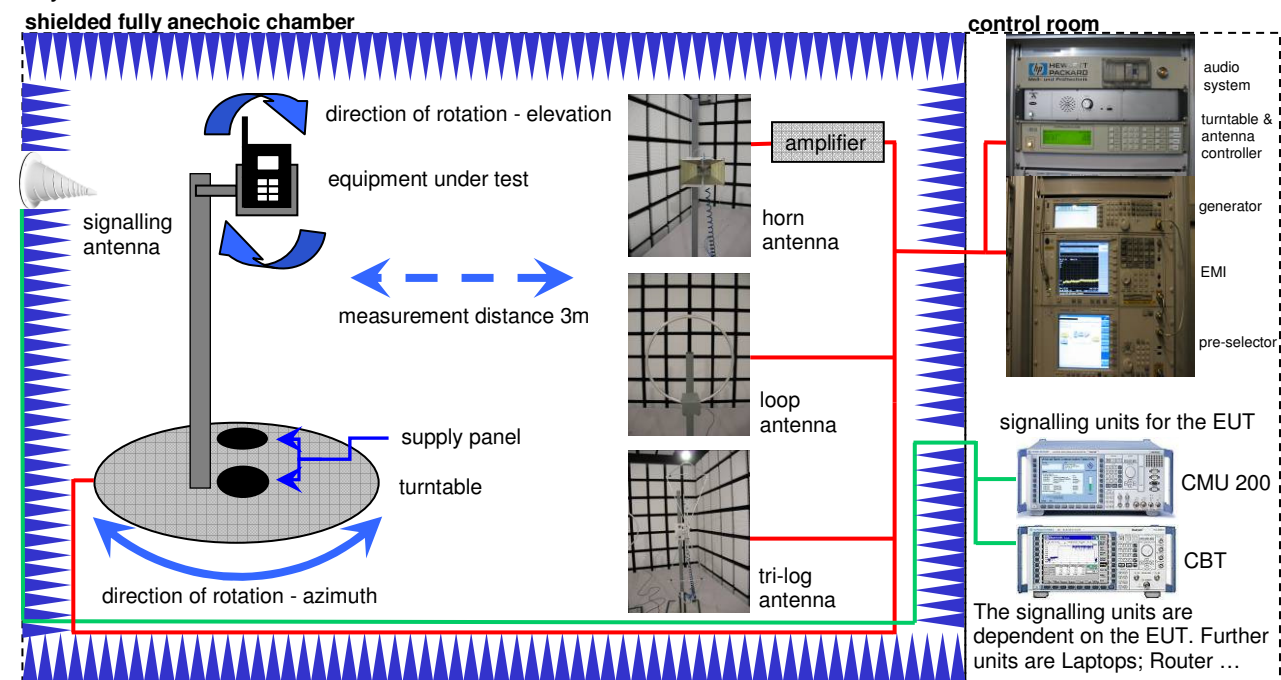 shielded fully anechoic chamber
control room
HEWLETT
PACKARD
audio
system
direction of rotation - elevation
amplifier
turntable &
antenna
controller
equipment under test
generator
signalling
antenna
horn
antenna
EMI
measurement distance 3m
pre-selector
loop
antenna
signalling units for the EUT
supply panel
turntable
CMU 200
CBT
tri-log
antenna
direction of rotation - azimuth
The signalling units are
dependent on the EUT. Further
units are Laptops; Router …